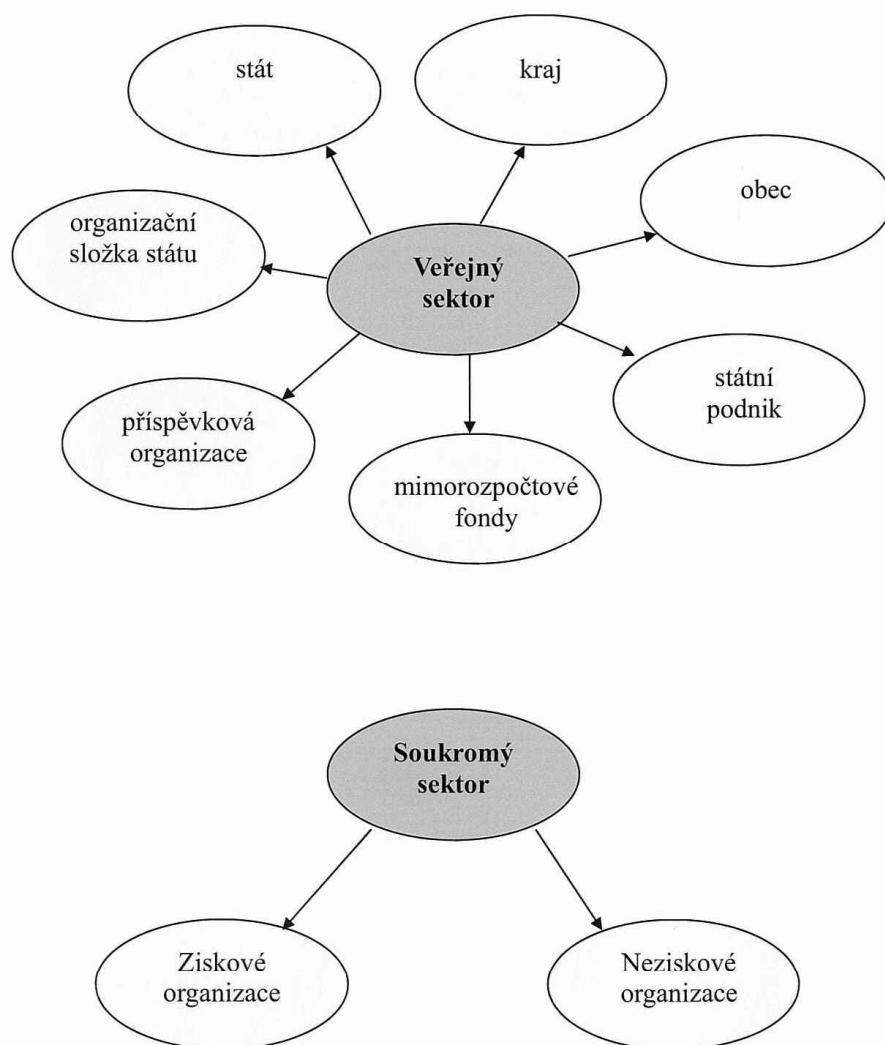 stát
kraj
obec
organizační
složka státu
Veřejný
sektor
státní
podnik
příspěvková
organizace
mimorozpočtové
fondy
Soukromý
sektor
Ziskové
organizace
Neziskové
organizace